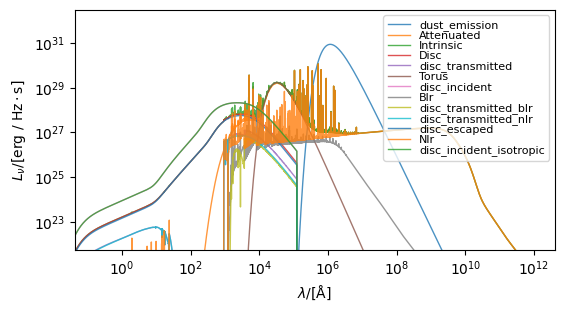 10^31
10^29
10^27
10^25
10^23
L_ν/[erg / Hz · s]
dust_emission
Attenuated
Intrinsic
Disc
disc_transmitted
Torus
disc_incident
Blr
disc_transmitted_blr
disc_transmitted_nlr
disc_escaped
Nlr
disc_incident_isotropic
10^0 10^2 10^4 10^6 10^8 10^10 10^12
λ/[Å]